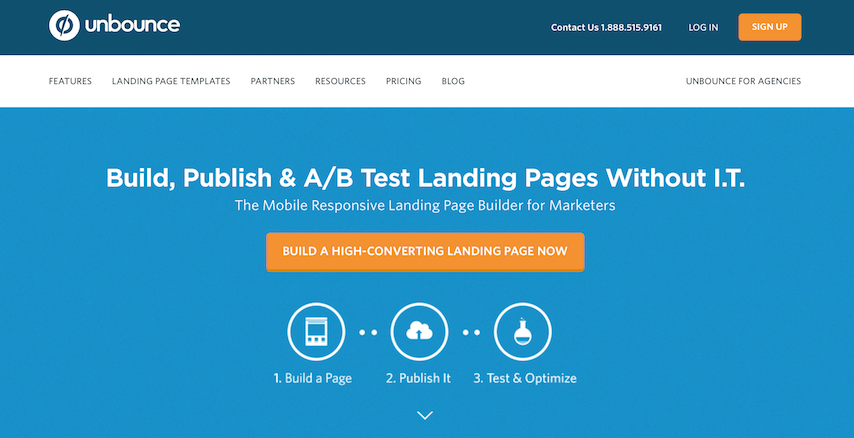 unbounce
Contact Us 1.888.515.9161
LOG IN
SIGN UP
FEATURES
LANDING PAGE TEMPLATES
PARTNERS
RESOURCES
PRICING
BLOG
UNBOUNCE FOR AGENCIES
Build, Publish & A/B Test Landing Pages Without I.T.
The Mobile Responsive Landing Page Builder for Marketers
BUILD A HIGH-CONVERTING LANDING PAGE NOW
1. Build a Page
2. Publish It
3. Test & Optimize